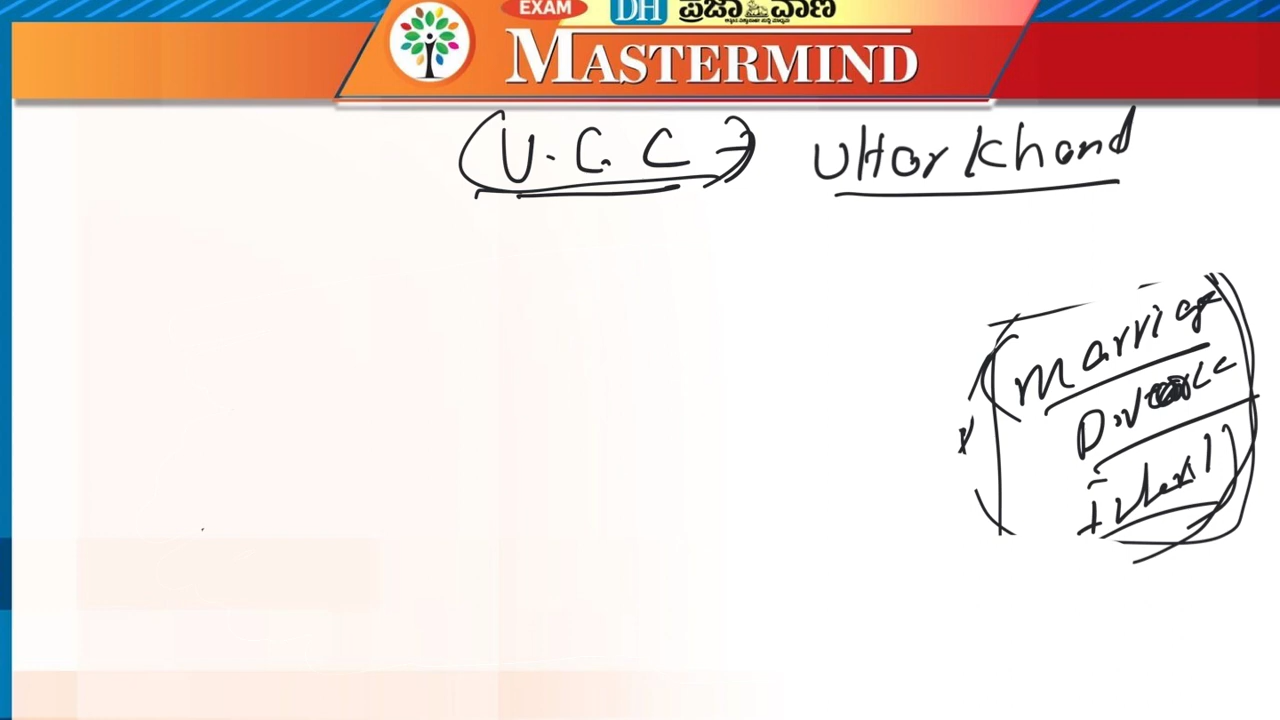 EXAM DH ಪ್ರಜಾವಾಣಿ
MASTERMIND
(U.C.C) Uttarkhand
Marriage
Divorce